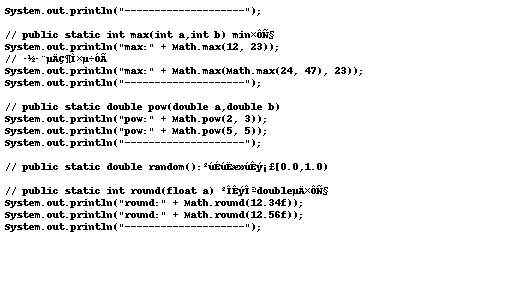 System.out.println("--------------------");
// public static int max(int a,int b) min×ÔÑ§
System.out.println("max:" + Math.max(12, 23));
// ·½·¨µÄÇ¶Ì×µ÷ÓÃ
System.out.println("max:" + Math.max(Math.max(24, 47), 23));
System.out.println("--------------------");
// public static double pow(double a,double b)
System.out.println("pow:" + Math.pow(2, 3));
System.out.println("pow:" + Math.pow(5, 5));
System.out.println("--------------------");
// public static double random():²úÉúËæ»úÊý¡£[0.0,1.0)
// public static int round(float a) ²ÎÊýÎªdoubleµÄ×ÔÑ§
System.out.println("round:" + Math.round(12.34f));
System.out.println("round:" + Math.round(12.56f));
System.out.println("--------------------");